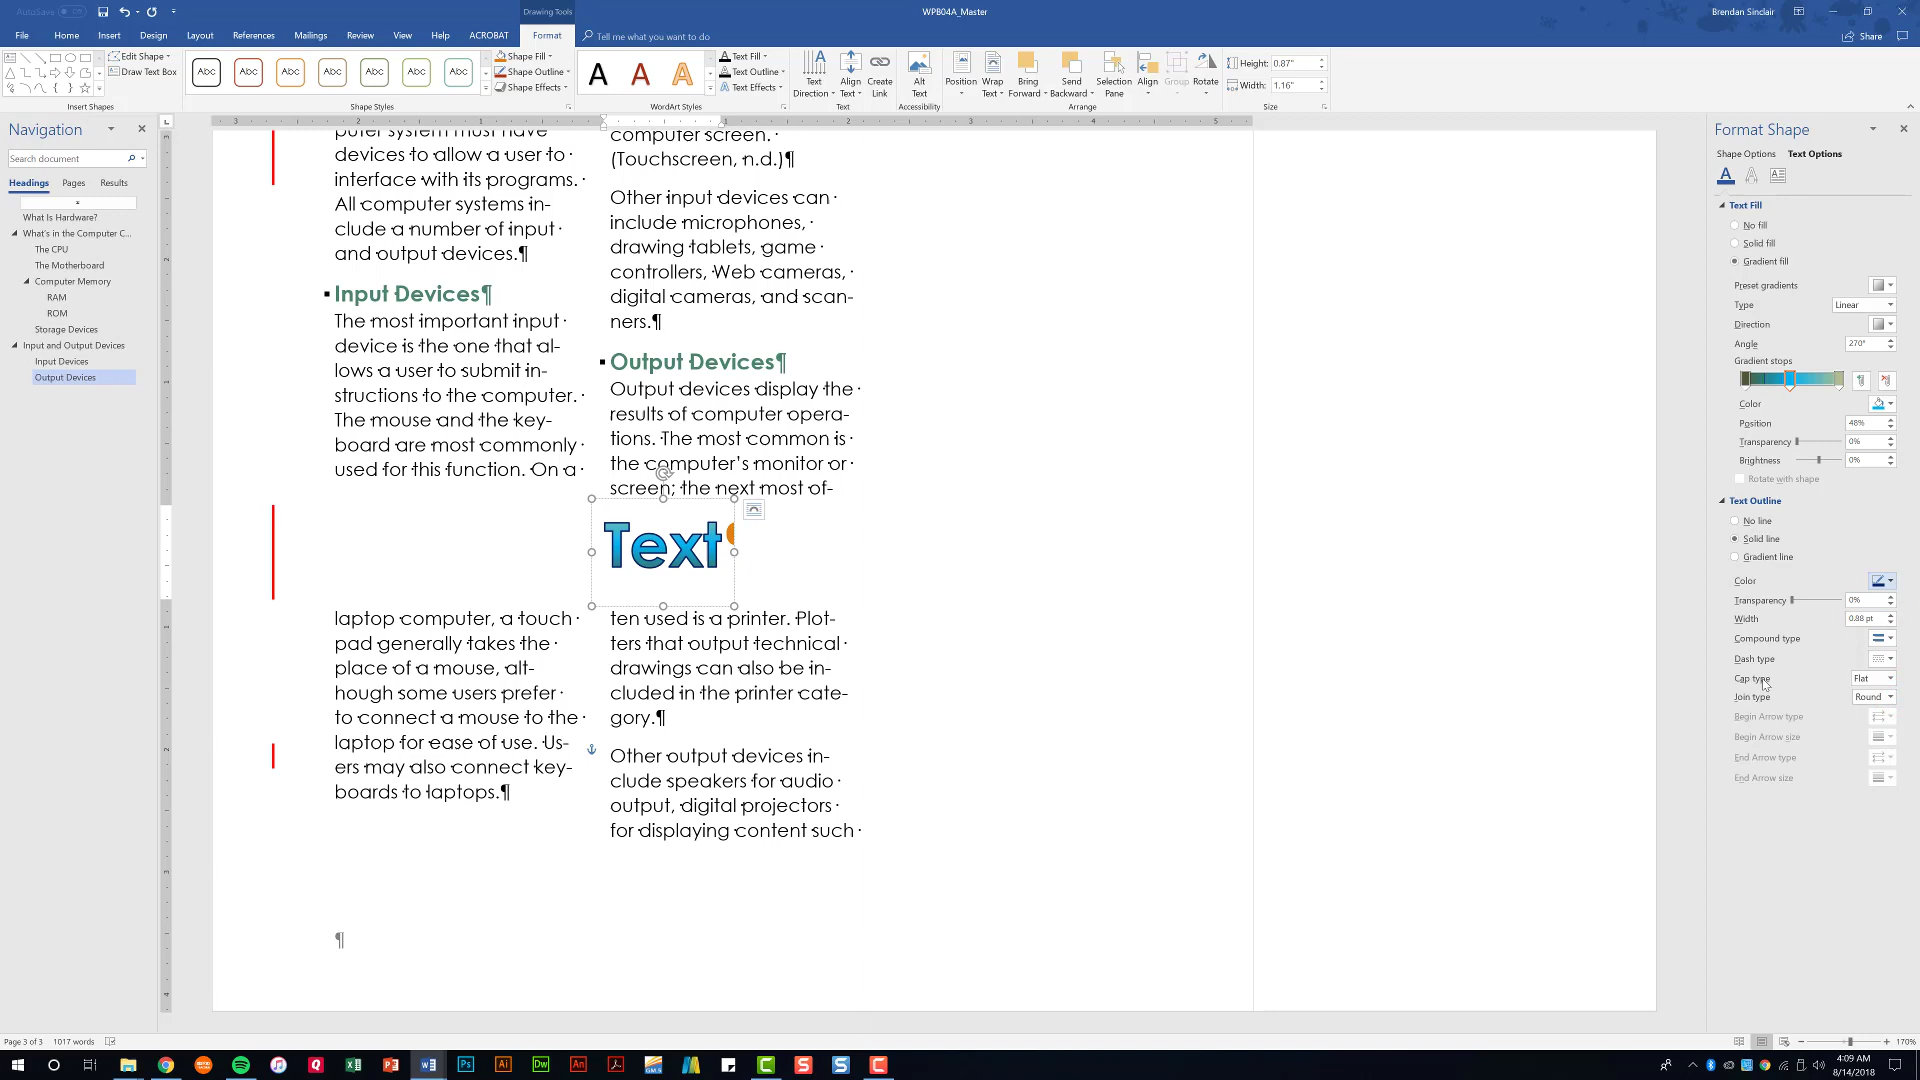 AutoSave Off
Drawing Tools
WPB04A_Master
Brendan Sinclair
File Home Insert Design Layout References Mailings Review View Help ACROBAT Format Tell me what you want to do
Share
Edit Shape
Draw Text Box
Insert Shapes
Abc Abc Abc Abc Abc Abc Abc
Shape Fill
Shape Outline
Shape Effects
Shape Styles
A A A
Text Fill
Text Outline
Text Effects
WordArt Styles
Text Direction
Align Text
Create Link
Text
Alt Text
Accessibility
Position
Wrap Text
Bring Forward
Send Backward
Selection Pane
Align
Group
Rotate
Arrange
Height: 0.87"
Width: 1.16"
Size
Navigation
Search document
Headings Pages Results
What Is Hardware?
What's in the Computer C...
The CPU
The Motherboard
Computer Memory
RAM
ROM
Storage Devices
Input and Output Devices
Input Devices
Output Devices
puter system must have
devices to allow a user to
interface with its programs.
All computer systems in-
clude a number of input
and output devices.¶
Input Devices¶
The most important input
device is the one that al-
lows a user to submit in-
structions to the computer.
The mouse and the key-
board are most commonly
used for this function. On a
laptop computer, a touch
pad generally takes the
place of a mouse, alt-
hough some users prefer
to connect a mouse to the
laptop for ease of use. Us-
ers may also connect key-
boards to laptops.¶
¶
computer screen.
(Touchscreen, n.d.)¶
Other input devices can
include microphones,
drawing tablets, game
controllers, Web cameras,
digital cameras, and scan-
ners.¶
Output Devices¶
Output devices display the
results of computer opera-
tions. The most common is
the computer's monitor or
screen; the next most of-
Text
ten used is a printer. Plot-
ters that output technical
drawings can also be in-
cluded in the printer cate-
gory.¶
Other output devices in-
clude speakers for audio
output, digital projectors
for displaying content such
Format Shape
Shape Options Text Options
Text Fill
No fill
Solid fill
Gradient fill
Preset gradients
Type Linear
Direction
Angle 270°
Gradient stops
Color
Position 48%
Transparency 0%
Brightness 0%
Rotate with shape
Text Outline
No line
Solid line
Gradient line
Color
Transparency 0%
Width 0.88 pt
Compound type
Dash type
Cap type Flat
Join type Round
Begin Arrow type
Begin Arrow size
End Arrow type
End Arrow size
Page 3 of 3 1017 words
170%
4:09 AM
8/14/2018